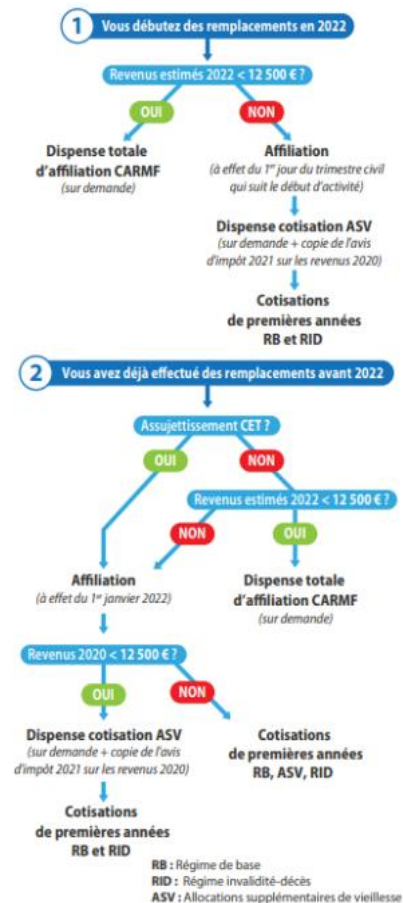 1 Vous débutez des remplacements en 2022
Revenus estimés 2022 < 12 500 € ?
OUI NON
Dispense totale
d'affiliation CARMF
(sur demande)
Affiliation
(à effet du 1er jour du trimestre civil
qui suit le début d'activité)
Dispense cotisation ASV
(sur demande + copie de l'avis
d'impôt 2021 sur les revenus 2020)
Cotisations
de premières années
RB et RID
2 Vous avez déjà effectué des remplacements avant 2022
Assujettissement CET ?
OUI NON
Revenus estimés 2022 < 12 500 € ?
NON OUI
Affiliation
(à effet du 1er janvier 2022)
Dispense totale
d'affiliation CARMF
(sur demande)
Revenus 2020 < 12 500 € ?
OUI NON
Dispense cotisation ASV
(sur demande + copie de l'avis
d'impôt 2021 sur les revenus 2020)
Cotisations
de premières années
RB, ASV, RID
Cotisations
de premières années
RB et RID
RB : Régime de base
RID : Régime invalidité-décès
ASV : Allocations supplémentaires de vieillesse